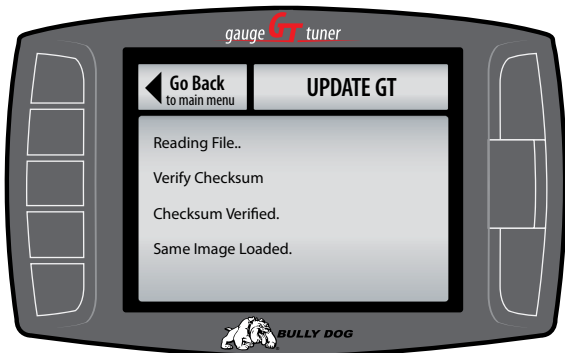 gauge GT tuner
Go Back
to main menu
UPDATE GT
Reading File..
Verify Checksum
Checksum Verified.
Same Image Loaded.
BULLY DOG